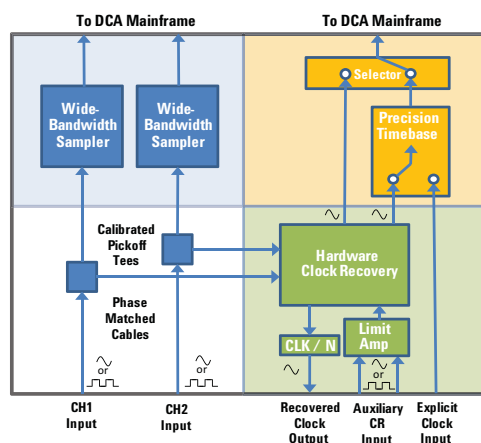 To DCA Mainframe
To DCA Mainframe
Selector
Wide-
Bandwidth
Sampler
Wide-
Bandwidth
Sampler
Precision
Timebase
Calibrated
Pickoff
Tees
Hardware
Clock Recovery
Phase
Matched
Cables
CLK / N
Limit
Amp
or
or
or
CH1
Input
CH2
Input
Recovered
Clock
Output
Auxiliary
CR
Input
Explicit
Clock
Input